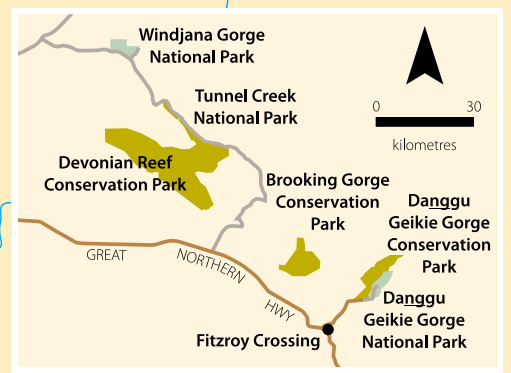 Windjana Gorge
National Park
Tunnel Creek
National Park
0 30
kilometres
Devonian Reef
Conservation Park
Brooking Gorge
Conservation
Park
Danggu
Geikie Gorge
Conservation
Park
GREAT NORTHERN HWY
Danggu
Geikie Gorge
National Park
Fitzroy Crossing